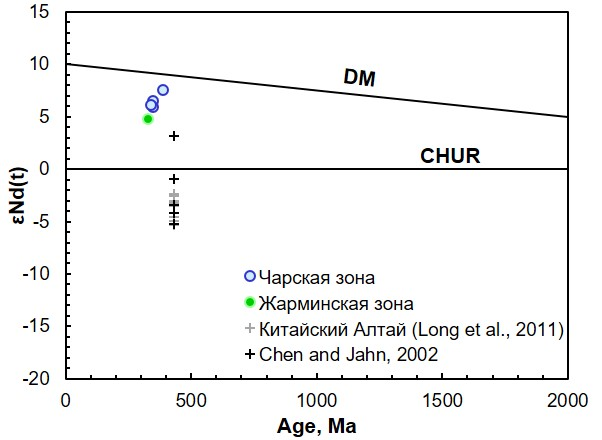 15
10
5
0
-5
-10
-15
-20
εNd(t)
DM
CHUR
Чарская зона
Жарминская зона
Китайский Алтай (Long et al., 2011)
Chen and Jahn, 2002
0 500 1000 1500 2000
Age, Ma